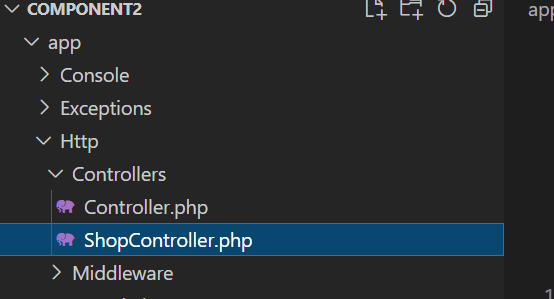 COMPONENT2
app
Console
Exceptions
Http
Controllers
Controller.php
ShopController.php
Middleware